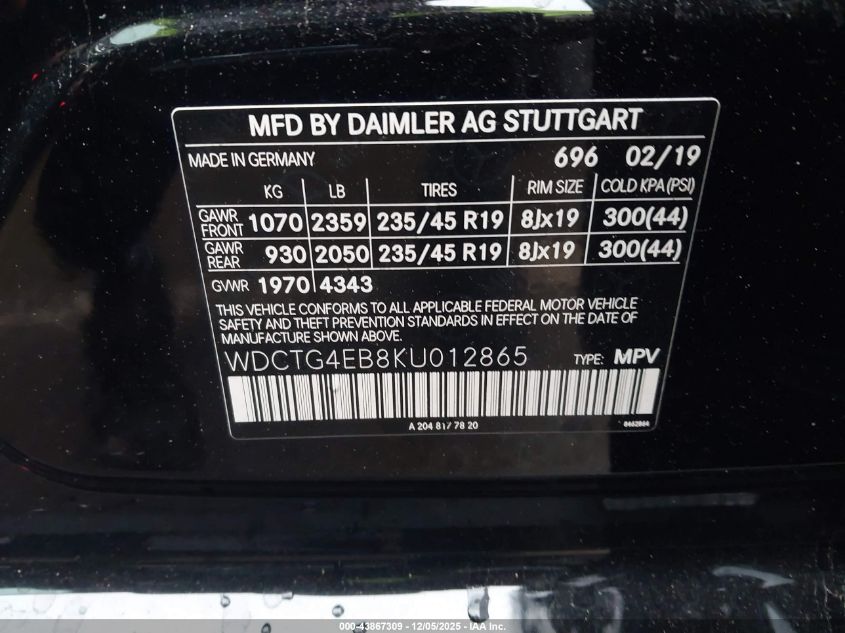 MFD BY DAIMLER AG STUTTGART
MADE IN GERMANY 696 02/19
KG LB TIRES RIM SIZE COLD KPA (PSI)
GAWR FRONT 1070 2359 235/45 R19 8Jx19 300(44)
GAWR REAR 930 2050 235/45 R19 8Jx19 300(44)
GVWR 1970 4343
THIS VEHICLE CONFORMS TO ALL APPLICABLE FEDERAL MOTOR VEHICLE
SAFETY AND THEFT PREVENTION STANDARDS IN EFFECT ON THE DATE OF
MANUFACTURE SHOWN ABOVE.
WDCTG4EB8KU012865 TYPE: MPV
A 204 817 78 20
000-43867309 - 12/05/2025 - IAA Inc.